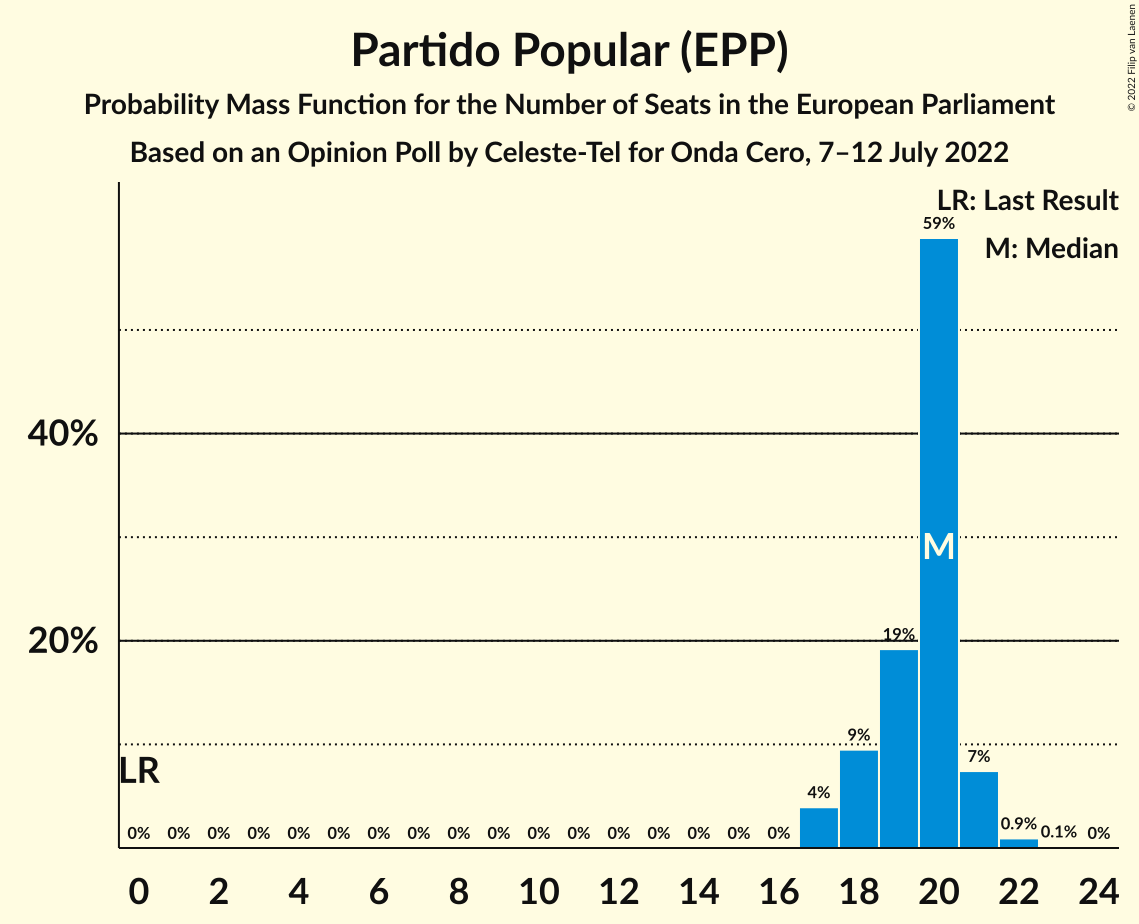 Partido Popular (EPP)
Probability Mass Function for the Number of Seats in the European Parliament
Based on an Opinion Poll by Celeste-Tel for Onda Cero, 7–12 July 2022
© 2022 Filip van Laenen
LR: Last Result
M: Median
59%
40%
M
20%
19%
9%
7%
LR
4%
0% 0% 0% 0% 0% 0% 0% 0% 0% 0% 0% 0% 0% 0% 0% 0% 0% 0.9% 0.1% 0%
0 2 4 6 8 10 12 14 16 18 20 22 24